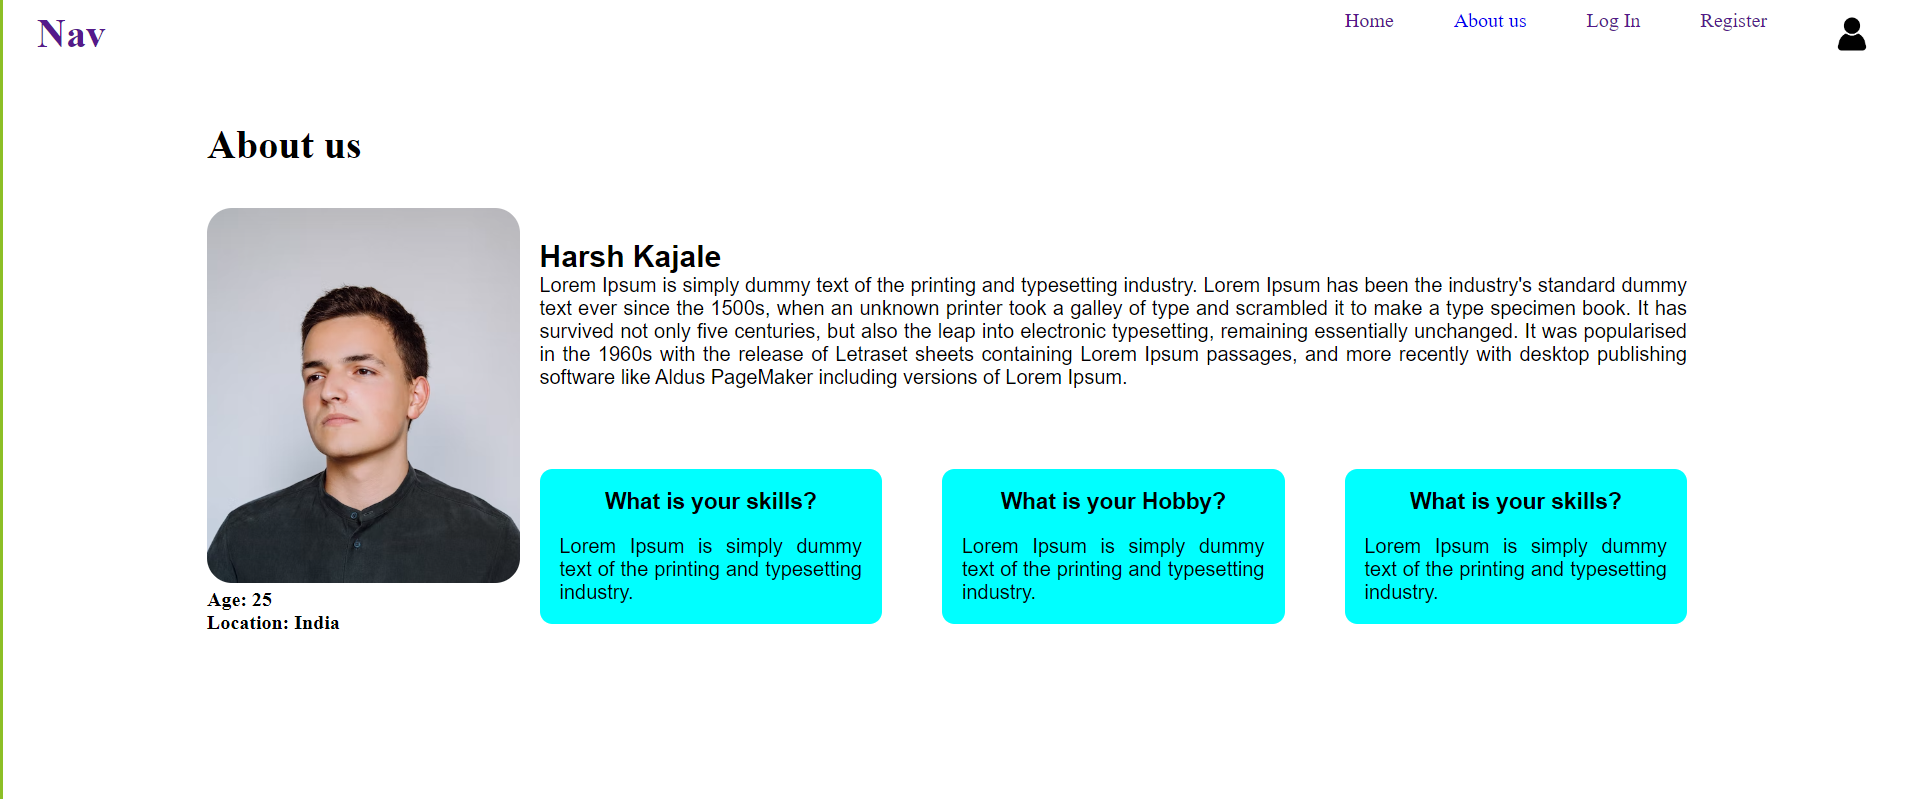 Nav
Home
About us
Log In
Register
About us
Harsh Kajale
Lorem Ipsum is simply dummy text of the printing and typesetting industry. Lorem Ipsum has been the industry's standard dummy
text ever since the 1500s, when an unknown printer took a galley of type and scrambled it to make a type specimen book. It has
survived not only five centuries, but also the leap into electronic typesetting, remaining essentially unchanged. It was popularised
in the 1960s with the release of Letraset sheets containing Lorem Ipsum passages, and more recently with desktop publishing
software like Aldus PageMaker including versions of Lorem Ipsum.
What is your skills?
Lorem Ipsum is simply dummy
text of the printing and typesetting
industry.
What is your Hobby?
Lorem Ipsum is simply dummy
text of the printing and typesetting
industry.
What is your skills?
Lorem Ipsum is simply dummy
text of the printing and typesetting
industry.
Age: 25
Location: India